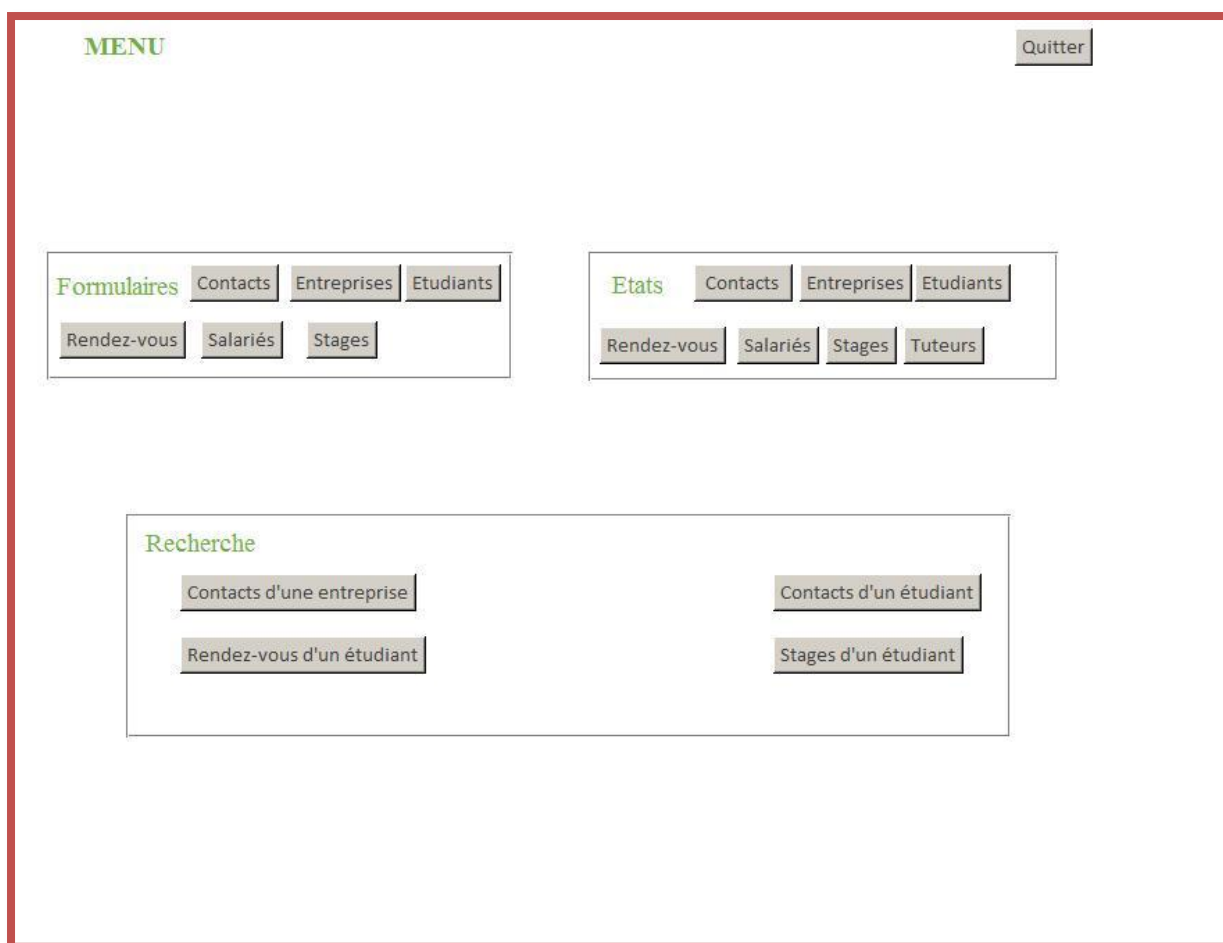 MENU Quitter
Formulaires Contacts Entreprises Etudiants
Rendez-vous Salariés Stages
Etats Contacts Entreprises Etudiants
Rendez-vous Salariés Stages Tuteurs
Recherche
Contacts d'une entreprise Contacts d'un étudiant
Rendez-vous d'un étudiant Stages d'un étudiant